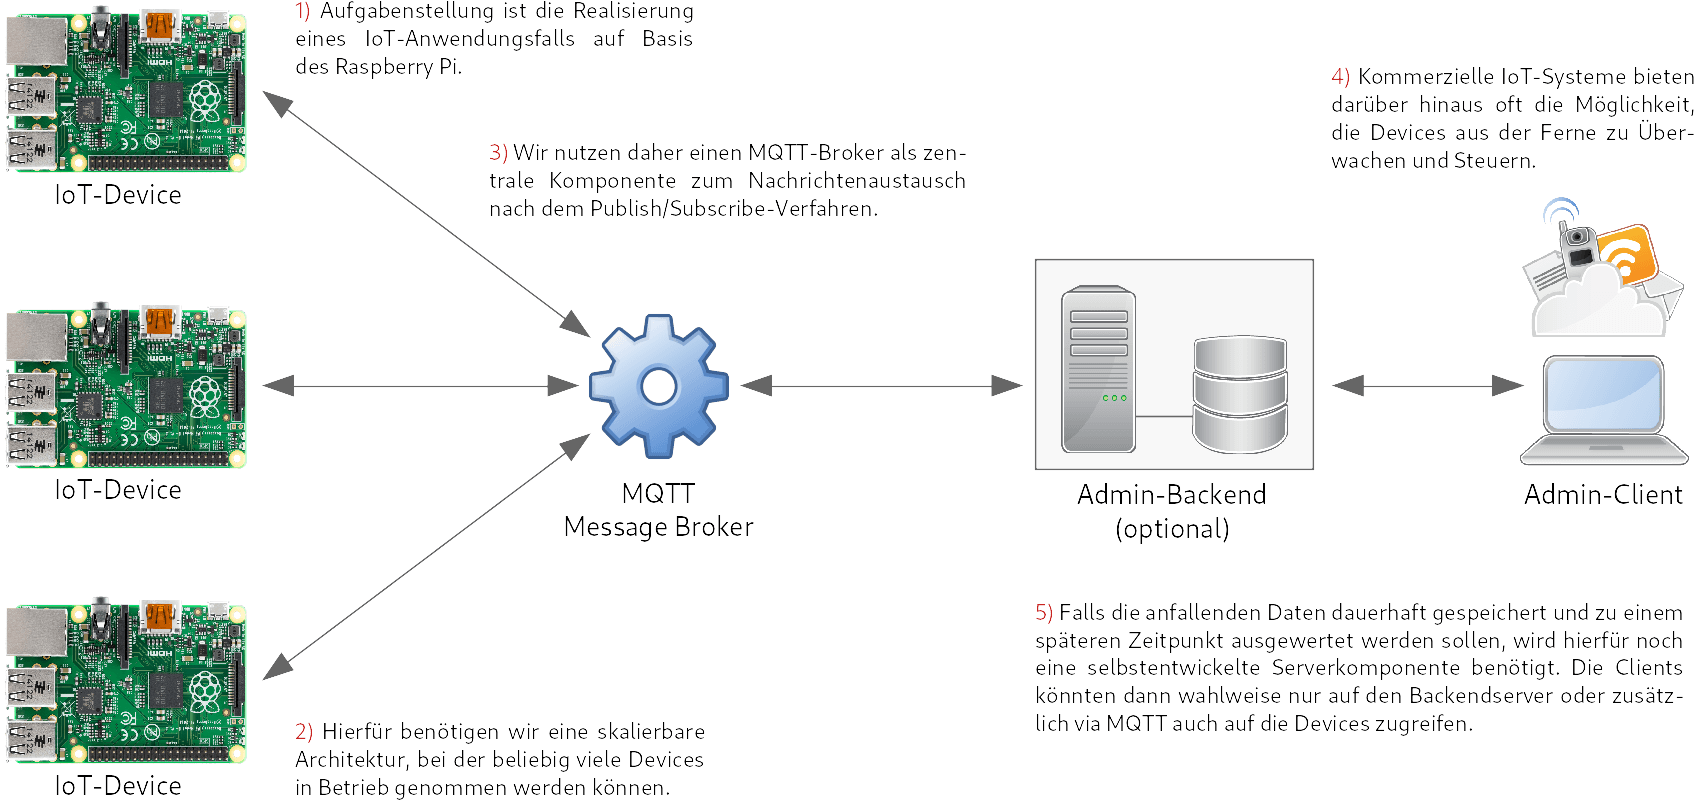 1) Aufgabenstellung ist die Realisierung
eines IoT-Anwendungsfalls auf Basis
des Raspberry Pi.
IoT-Device
3) Wir nutzen daher einen MQTT-Broker als zen-
trale Komponente zum Nachrichtenaustausch
nach dem Publish/Subscribe-Verfahren.
4) Kommerzielle IoT-Systeme bieten
darüber hinaus oft die Möglichkeit,
die Devices aus der Ferne zu Über-
wachen und Steuern.
IoT-Device
MQTT
Message Broker
Admin-Backend
(optional)
Admin-Client
2) Hierfür benötigen wir eine skalierbare
Architektur, bei der beliebig viele Devices
in Betrieb genommen werden können.
IoT-Device
5) Falls die anfallenden Daten dauerhaft gespeichert und zu einem
späteren Zeitpunkt ausgewertet werden sollen, wird hierfür noch
eine selbstentwickelte Serverkomponente benötigt. Die Clients
könnten dann wahlweise nur auf den Backendserver oder zusätz-
lich via MQTT auch auf die Devices zugreifen.